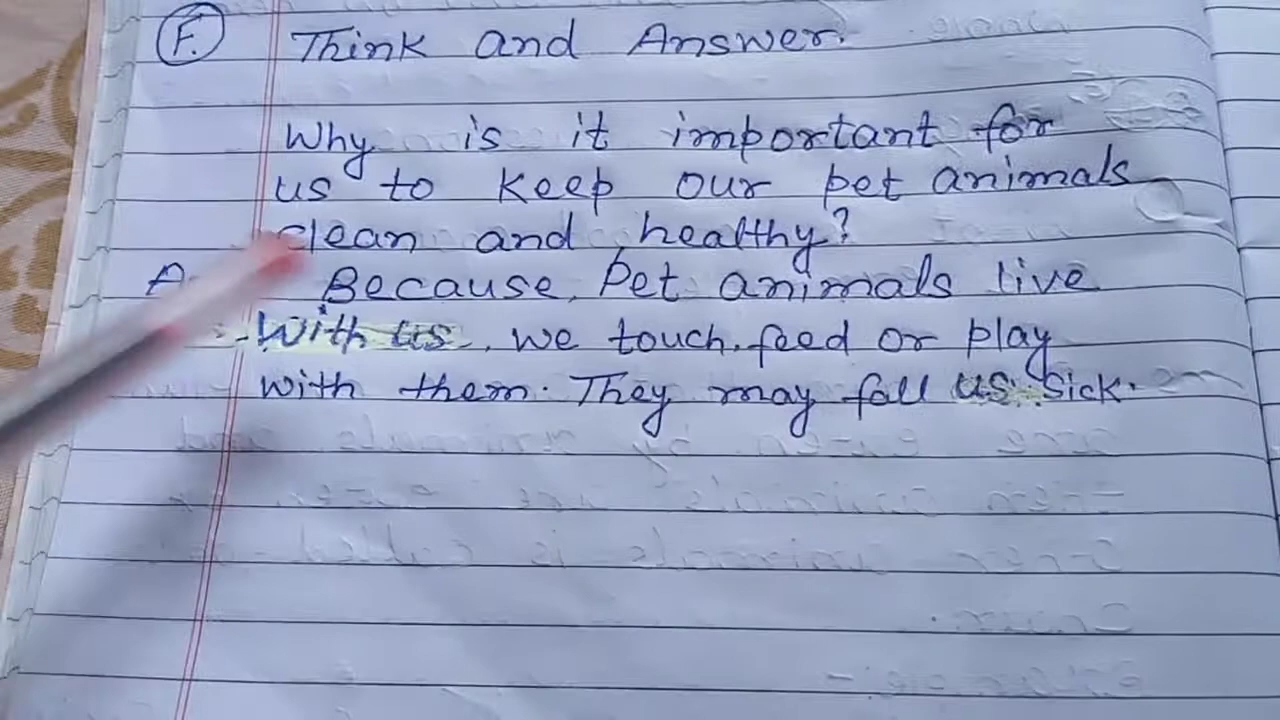 F. Think and Answer.
Why is it important for
us to keep our pet animals
clean and healthy?
Because, Pet animals live
with us, we touch, feed or play
with them. They may fall us sick.